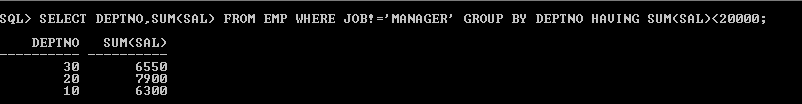 SQL> SELECT DEPTNO,SUM(SAL) FROM EMP WHERE JOB!='MANAGER' GROUP BY DEPTNO HAVING SUM(SAL)<20000;
DEPTNO SUM(SAL)
---------- ----------
30 6550
20 7900
10 6300